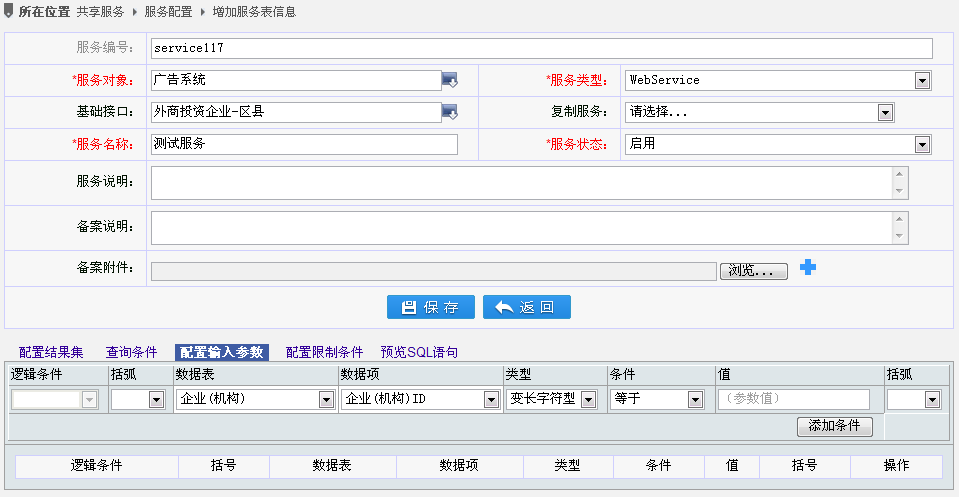 所在位置 共享服务 服务配置 增加服务表信息
服务编号： service117
*服务对象： 广告系统 *服务类型： WebService
基础接口： 外商投资企业-区县 复制服务： 请选择...
*服务名称： 测试服务 *服务状态： 启用
服务说明：
备案说明：
备案附件： 浏览...
保存 返回
配置结果集 查询条件 配置输入参数 配置限制条件 预览SQL语句
逻辑条件 括弧 数据表 数据项 类型 条件 值 括弧
企业(机构) 企业(机构)ID 变长字符型 等于 (参数值)
添加条件
逻辑条件 括号 数据表 数据项 类型 条件 值 括号 操作